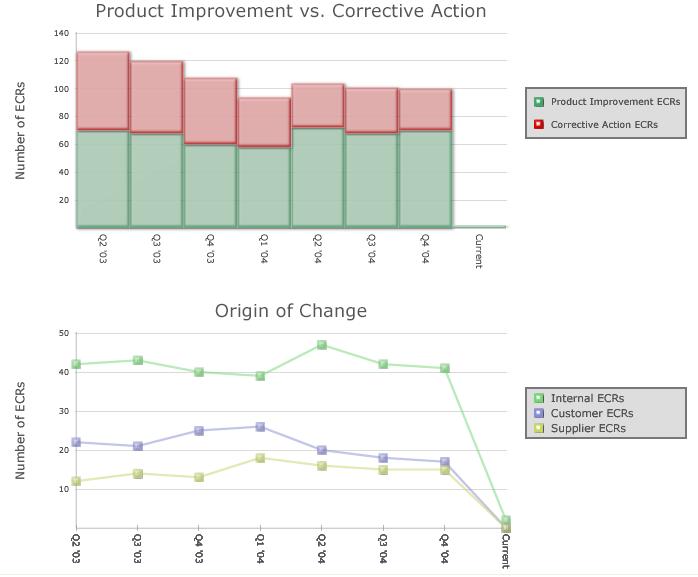 Product Improvement vs. Corrective Action
Number of ECRs
140
120
100
80
60
40
20
Q2 '03
Q3 '03
Q4 '03
Q1 '04
Q2 '04
Q3 '04
Q4 '04
Current
Product Improvement ECRs
Corrective Action ECRs
Origin of Change
Number of ECRs
50
40
30
20
10
Q2 '03
Q3 '03
Q4 '03
Q1 '04
Q2 '04
Q3 '04
Q4 '04
Current
Internal ECRs
Customer ECRs
Supplier ECRs